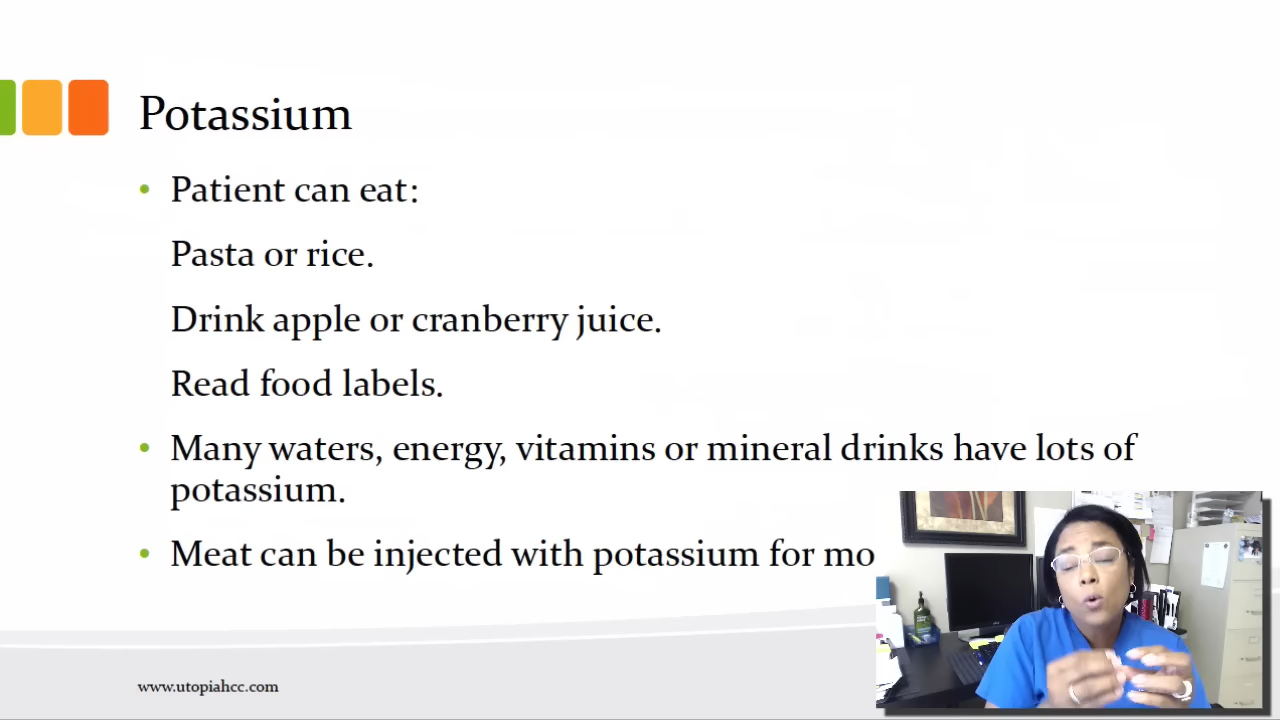 Potassium
• Patient can eat:
Pasta or rice.
Drink apple or cranberry juice.
Read food labels.
• Many waters, energy, vitamins or mineral drinks have lots of
potassium.
• Meat can be injected with potassium for
www.utopiahcc.com